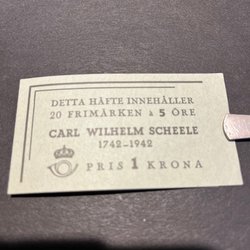 DETTA HÄFTE INNEHÅLLER
20 FRIMÄRKEN à 5 ÖRE
CARL WILHELM SCHEELE
1742-1942
PRIS 1 KRONA